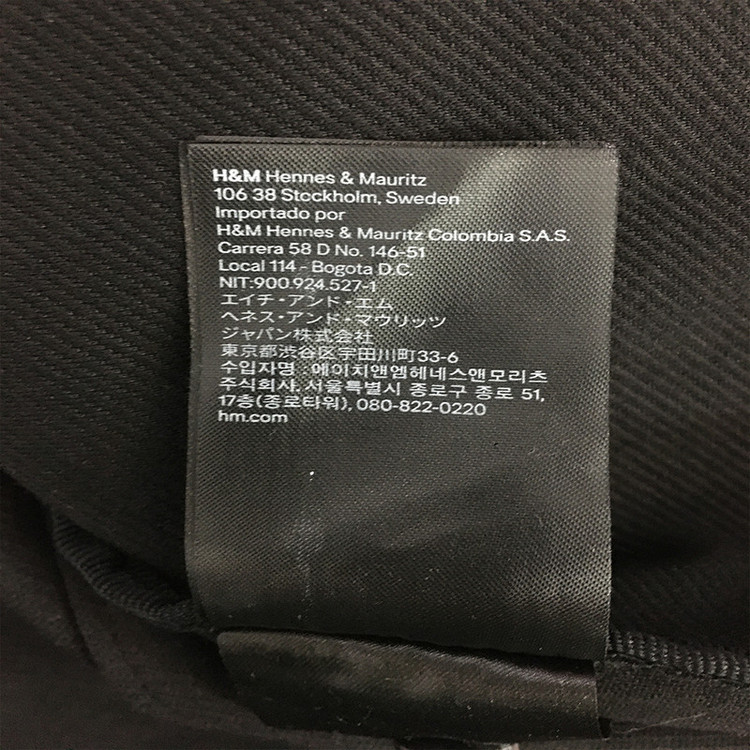 H&M Hennes & Mauritz
106 38 Stockholm, Sweden
Importado por
H&M Hennes & Mauritz Colombia S.A.S.
Carrera 58 D No. 146-51
Local 114 - Bogota D.C.
NIT:900.924.527-1
エイチ・アンド・エム
ヘネス・アンド・マウリッツ
ジャパン株式会社
東京都渋谷区宇田川町33-6
수입자명 : 에이치앤엠헤네스앤모리츠
주식회사, 서울특별시 종로구 종로 51,
17층(종로타워), 080-822-0220
hm.com